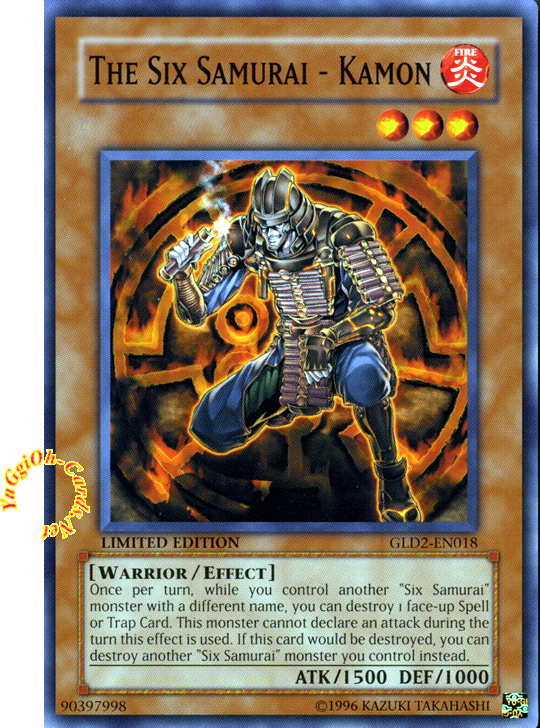 The Six Samurai - Kamon
FIRE
炎
YuGgiOh-Cards.Net
LIMITED EDITION GLD2-EN018
[Warrior / Effect]
Once per turn, while you control another "Six Samurai"
monster with a different name, you can destroy 1 face-up Spell
or Trap Card. This monster cannot declare an attack during the
turn this effect is used. If this card would be destroyed, you can
destroy another "Six Samurai" monster you control instead.
ATK/1500 DEF/1000
90397998 ©1996 KAZUKI TAKAHASHI